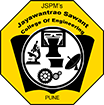 JSPM's
Jayawantrao Sawant
College Of Engineering
PUNE